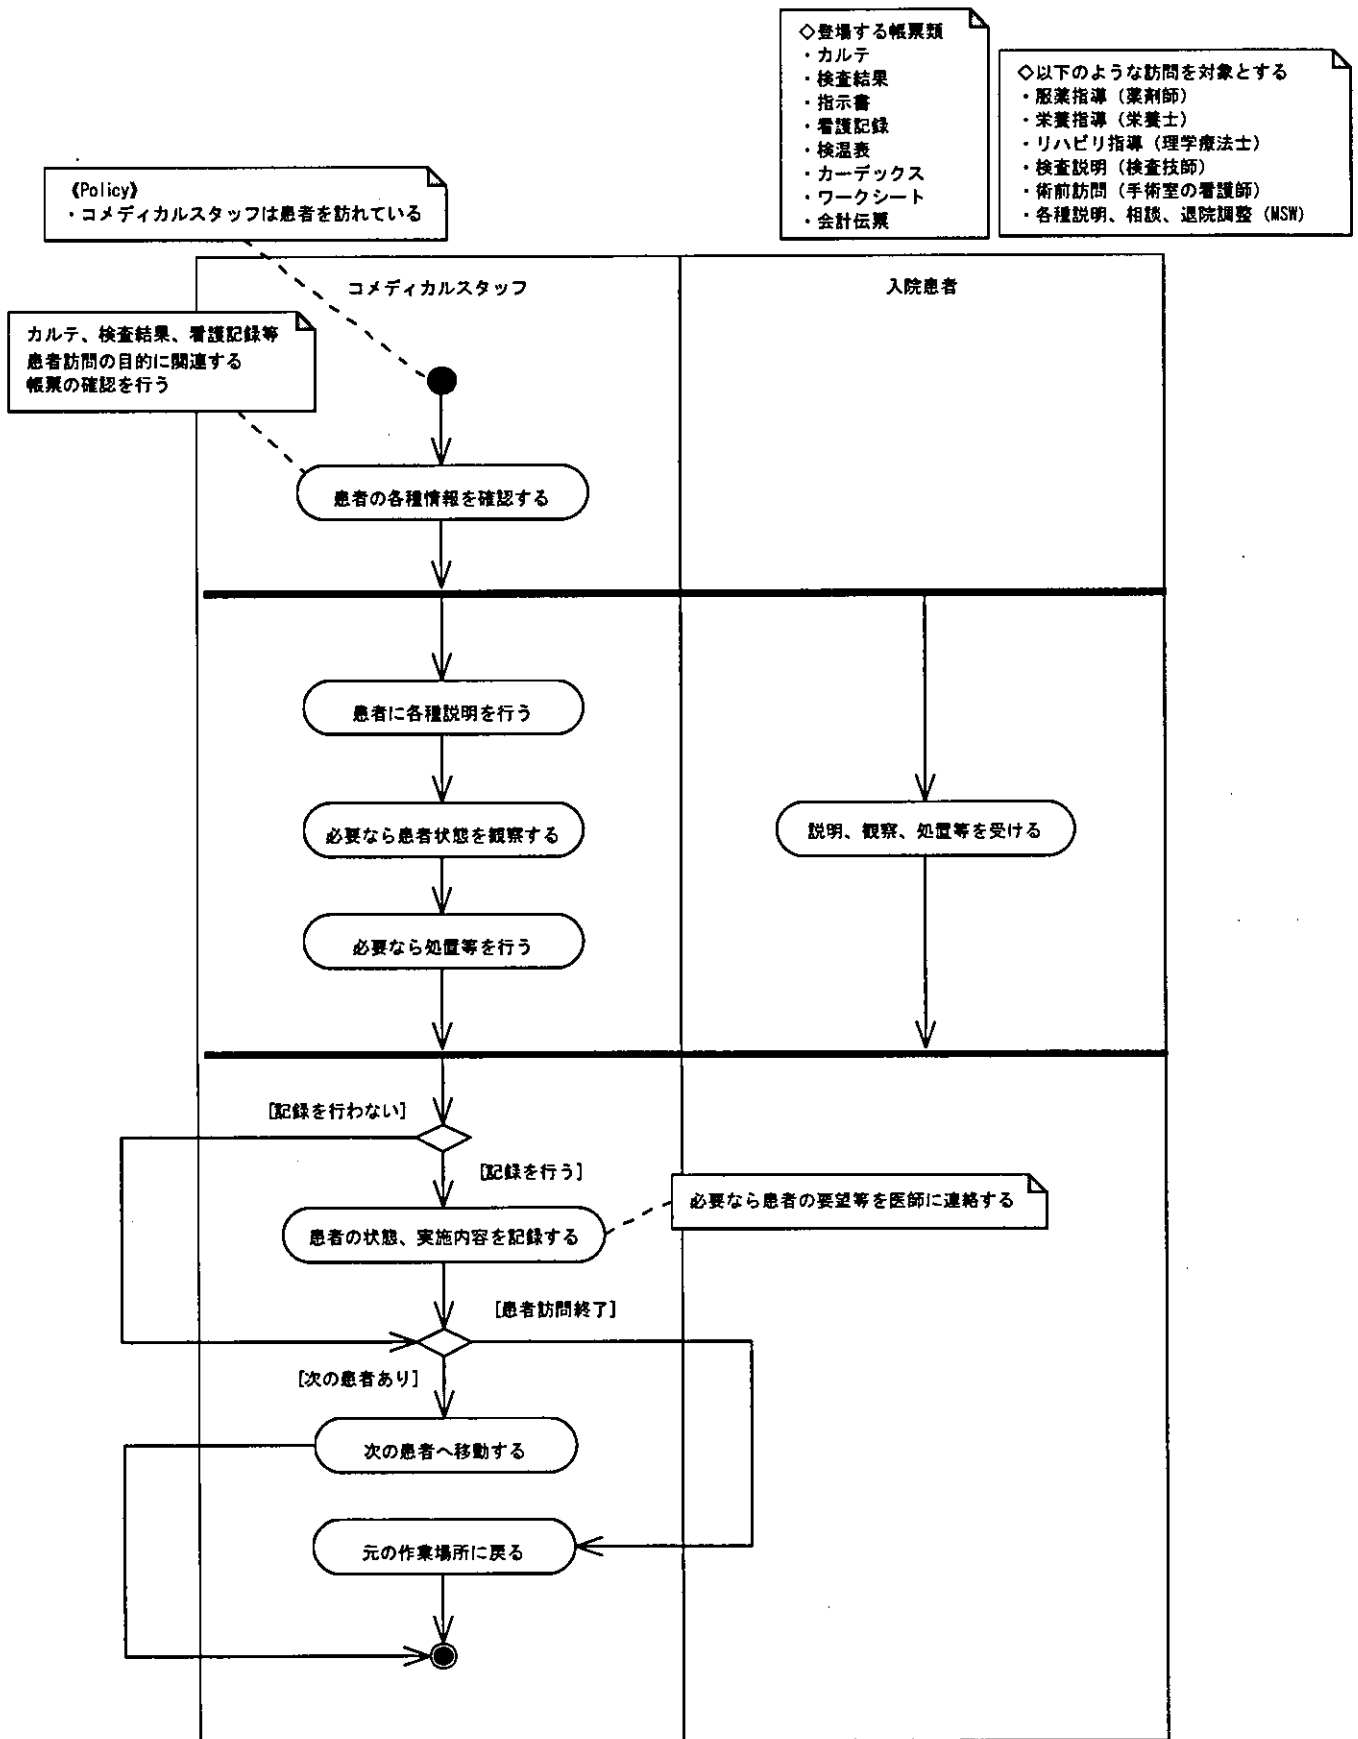 ◇登場する帳票類
・カルテ
・検査結果
・指示書
・看護記録
・検温表
・カーデックス
・ワークシート
・会計伝票
◇以下のような訪問を対象とする
・服薬指導（薬剤師）
・栄養指導（栄養士）
・リハビリ指導（理学療法士）
・検査説明（検査技師）
・術前訪問（手術室の看護師）
・各種説明、相談、退院調整（MSW）
《Policy》
・コメディカルスタッフは患者を訪れている
コメディカルスタッフ
入院患者
カルテ、検査結果、看護記録等
患者訪問の目的に関連する
帳票の確認を行う
患者の各種情報を確認する
患者に各種説明を行う
必要なら患者状態を観察する
説明、観察、処置等を受ける
必要なら処置等を行う
[記録を行わない]
[記録を行う]
必要なら患者の要望等を医師に連絡する
患者の状態、実施内容を記録する
[患者訪問終了]
[次の患者あり]
次の患者へ移動する
元の作業場所に戻る